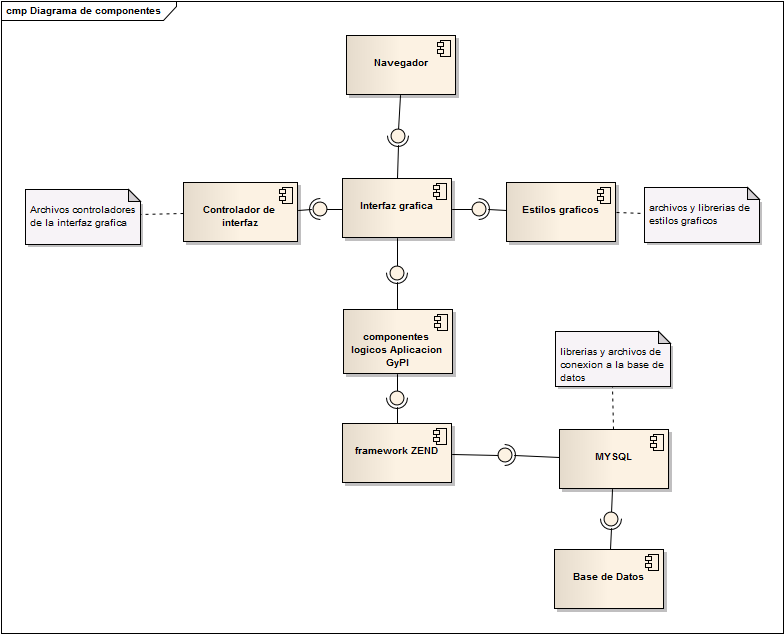 cmp Diagrama de componentes
Navegador
Archivos controladores
de la interfaz grafica
Controlador de
interfaz
Interfaz grafica
Estilos graficos
archivos y librerias de
estilos graficos
componentes
logicos Aplicacion
GyPI
librerias y archivos de
conexion a la base de
datos
framework ZEND
MYSQL
Base de Datos